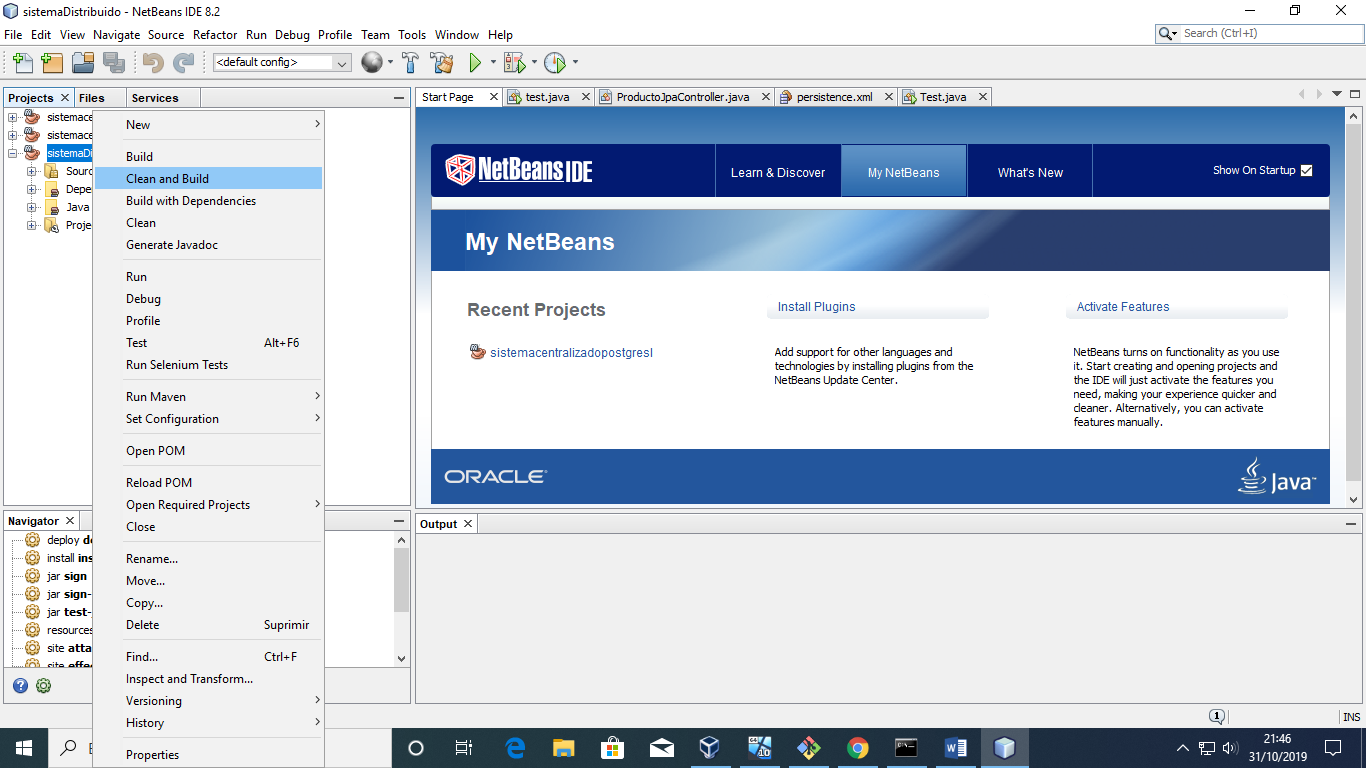 sistemaDistribuido - NetBeans IDE 8.2
File Edit View Navigate Source Refactor Run Debug Profile Team Tools Window Help
Search (Ctrl+I)
<default config>
Projects Files Services
Start Page test.java ProductoJpaController.java persistence.xml Test.java
sistemace
sistemace
sistemaDi
Sourc
Depe
Java
Proje
New
Build
Clean and Build
Build with Dependencies
Clean
Generate Javadoc
Run
Debug
Profile
Test Alt+F6
Run Selenium Tests
Run Maven
Set Configuration
Open POM
Reload POM
Open Required Projects
Close
Rename...
Move...
Copy...
Delete Suprimir
Find... Ctrl+F
Inspect and Transform...
Versioning
History
Properties
NetBeans IDE
Learn & Discover
My NetBeans
What's New
Show On Startup
My NetBeans
Recent Projects
sistemacentralizadopostgresl
Install Plugins
Add support for other languages and
technologies by installing plugins from the
NetBeans Update Center.
Activate Features
NetBeans turns on functionality as you use
it. Start creating and opening projects and
the IDE will just activate the features you
need, making your experience quicker and
cleaner. Alternatively, you can activate
features manually.
ORACLE
Java
Navigator
deploy
install ins
jar sign
jar sign-
jar test-
resources
site atta
site effec
Output
1
INS
10
21:46
31/10/2019